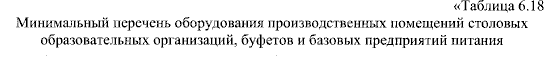 «Таблица 6.18
Минимальный перечень оборудования производственных помещений столовых
образовательных организаций, буфетов и базовых предприятий питания